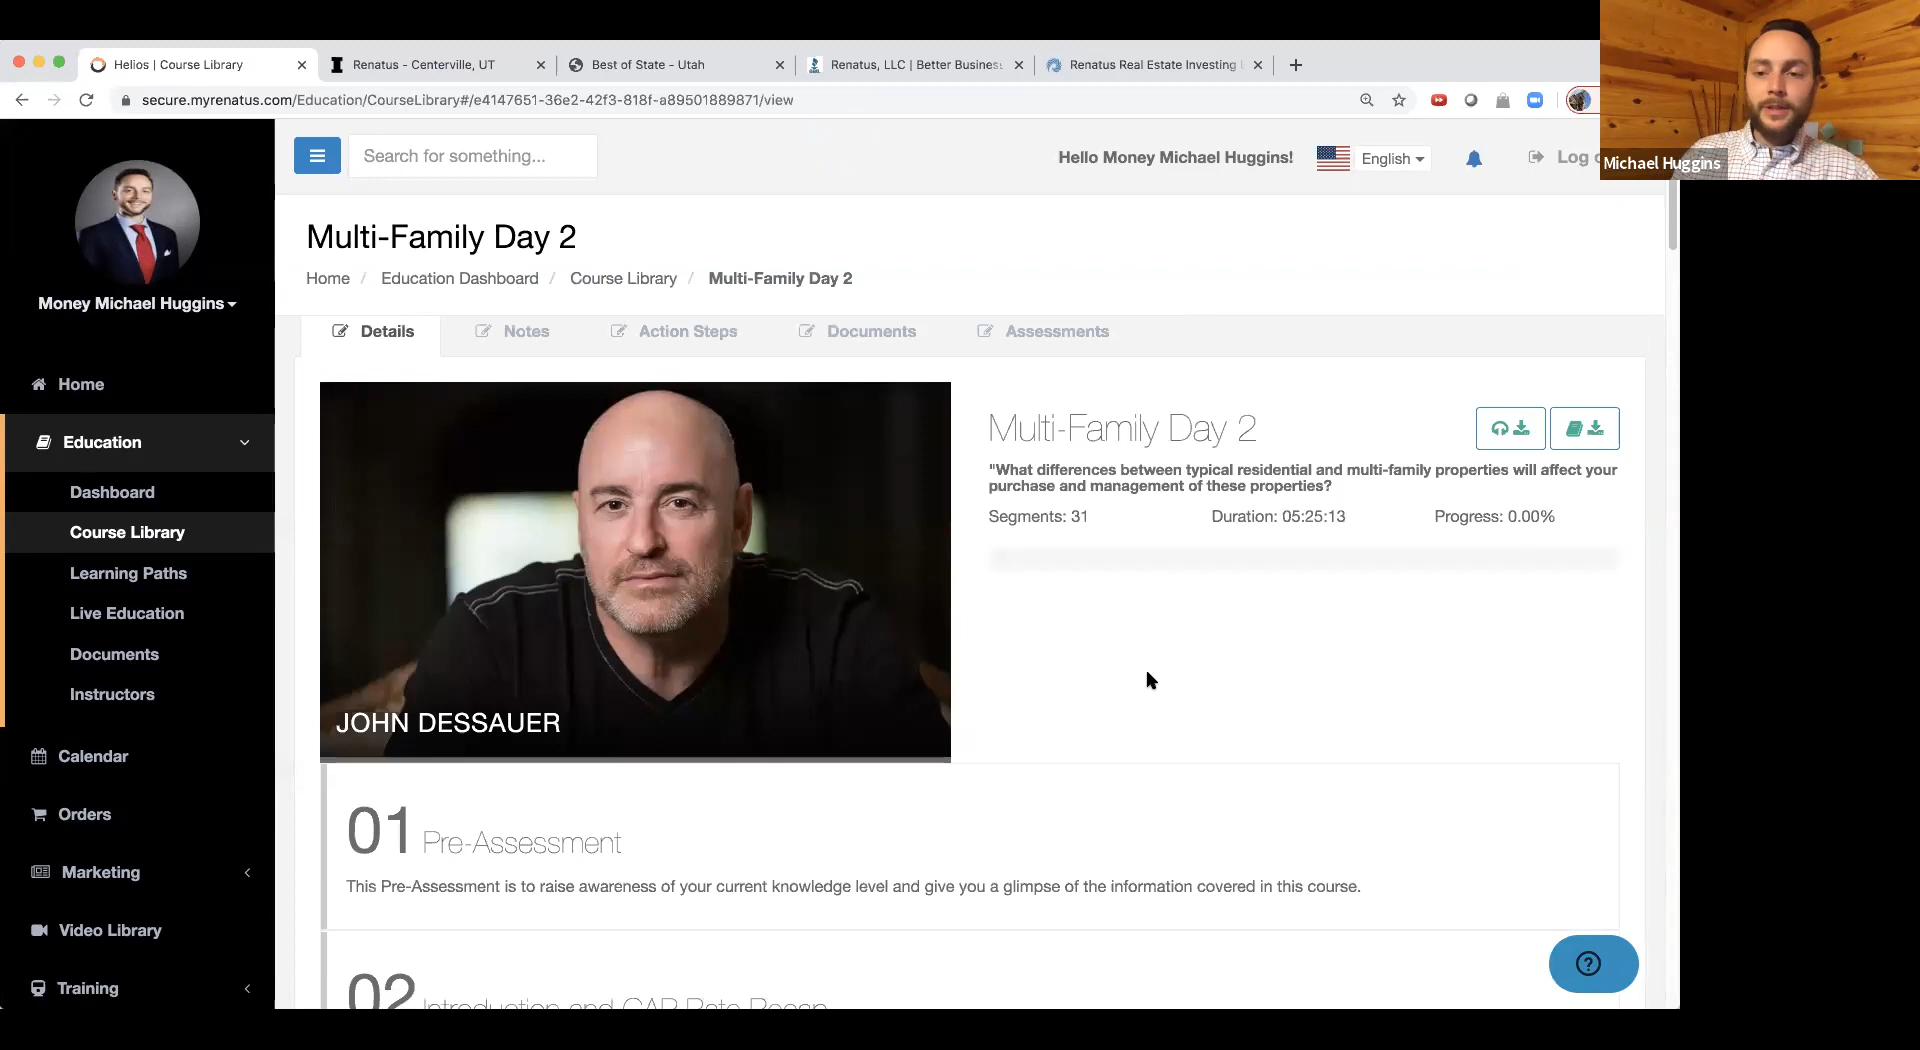 Helios | Course Library
Renatus - Centerville, UT
Best of State - Utah
Renatus, LLC | Better Business
Renatus Real Estate Investing
secure.myrenatus.com/Education/CourseLibrary#/e4147651-36e2-42f3-818f-a89501889871/view
Michael Huggins
Search for something...
Hello Money Michael Huggins!
English
Log
Multi-Family Day 2
Home / Education Dashboard / Course Library / Multi-Family Day 2
Money Michael Huggins
Details
Notes
Action Steps
Documents
Assessments
Home
Education
Dashboard
Course Library
Learning Paths
Live Education
Documents
Instructors
Calendar
Orders
Marketing
Video Library
Training
JOHN DESSAUER
Multi-Family Day 2
"What differences between typical residential and multi-family properties will affect your
purchase and management of these properties?
Segments: 31
Duration: 05:25:13
Progress: 0.00%
01 Pre-Assessment
This Pre-Assessment is to raise awareness of your current knowledge level and give you a glimpse of the information covered in this course.
02 Introduction and CAP Rate Recap